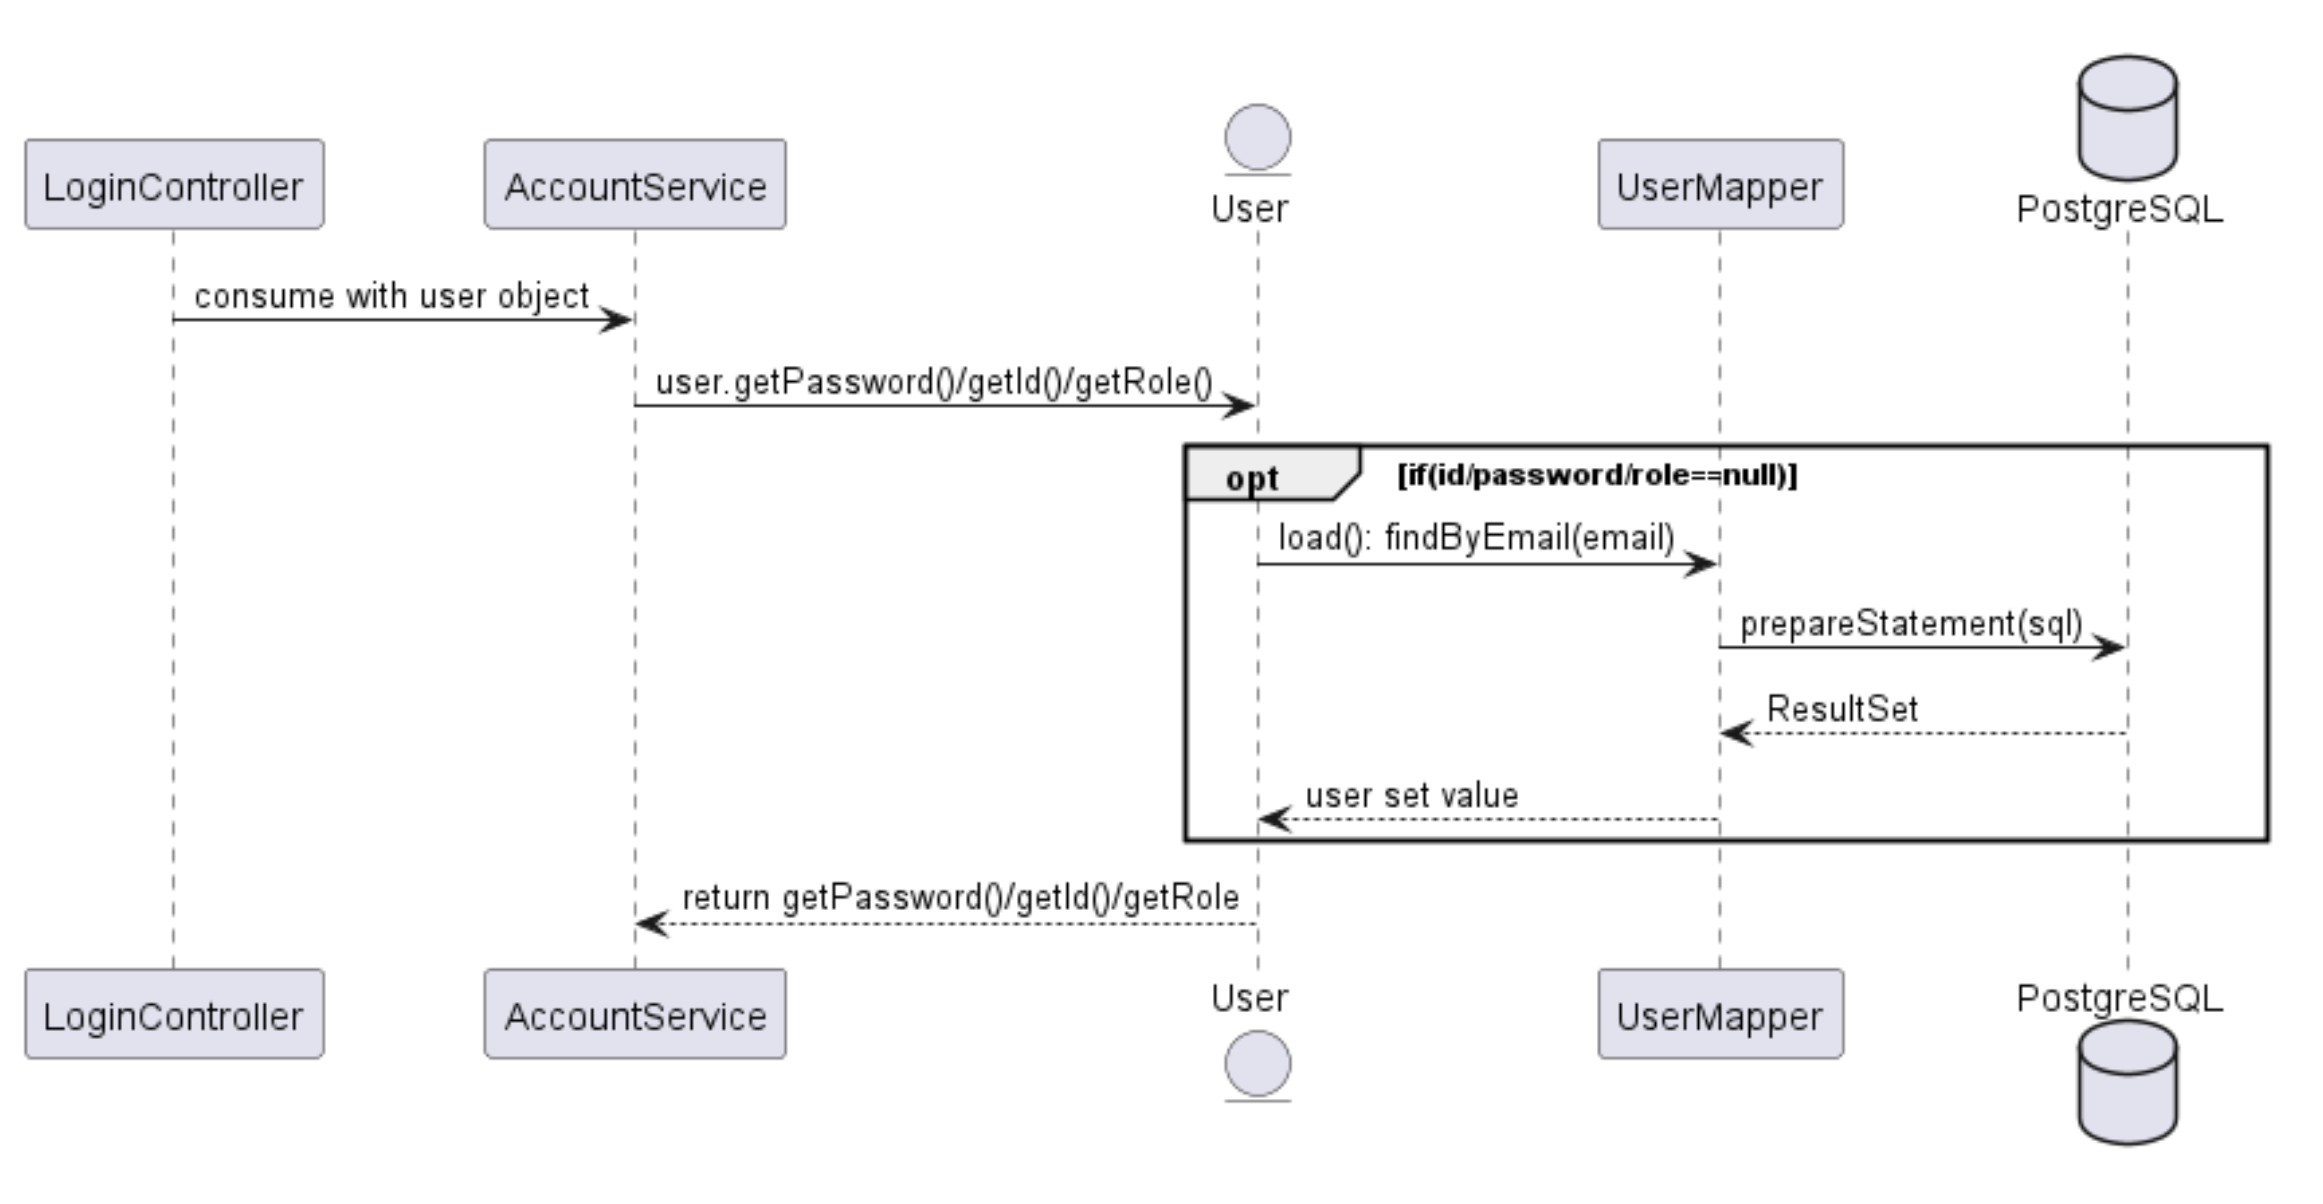 LoginController
AccountService
User
UserMapper
PostgreSQL
consume with user object
user.getPassword()/getId()/getRole()
opt
[if(id/password/role==null)]
load(): findByEmail(email)
prepareStatement(sql)
ResultSet
user set value
return getPassword()/getId()/getRole
LoginController
AccountService
User
UserMapper
PostgreSQL